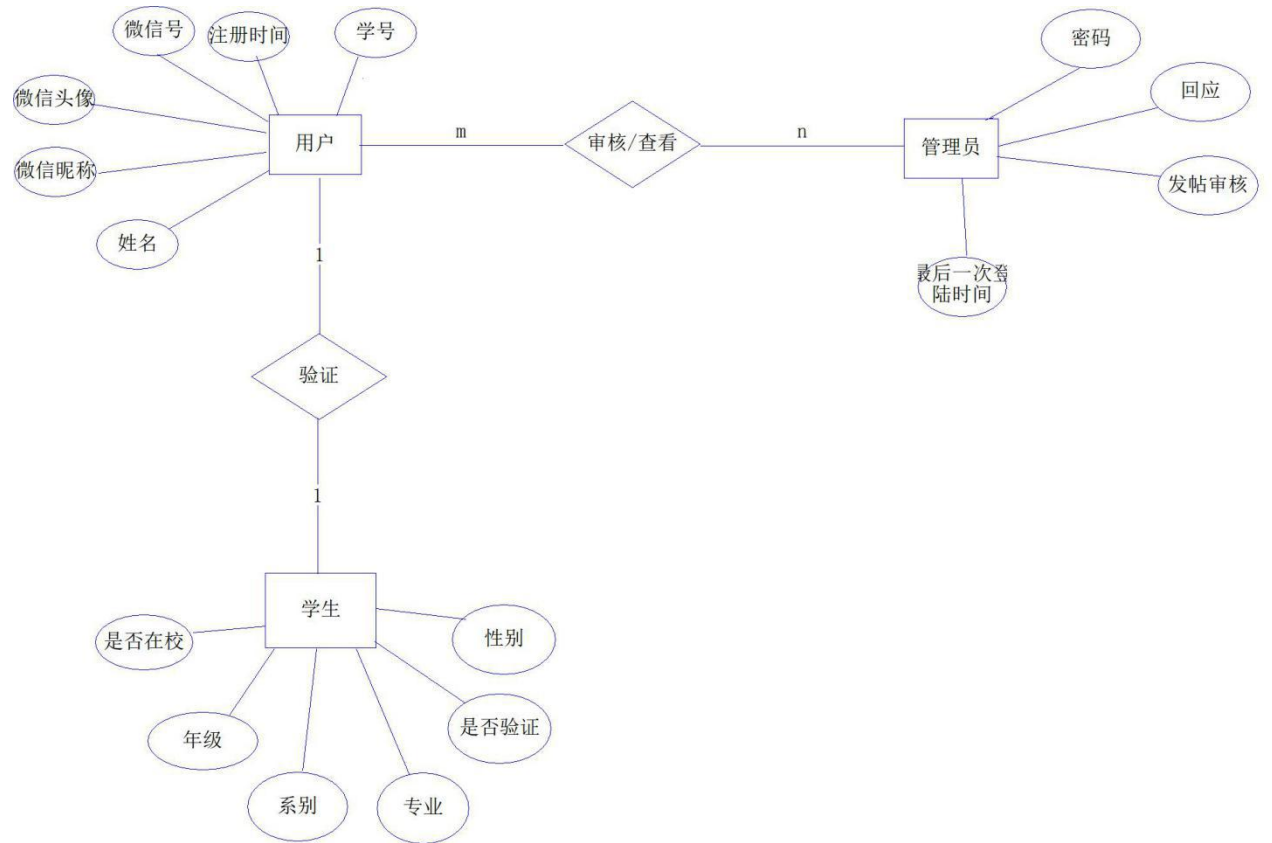 微信号
注册时间
学号
微信头像
用户
微信昵称
姓名
m
审核/查看
n
管理员
密码
回应
发帖审核
最后一次登
陆时间
1
验证
1
学生
是否在校
性别
年级
是否验证
系别
专业